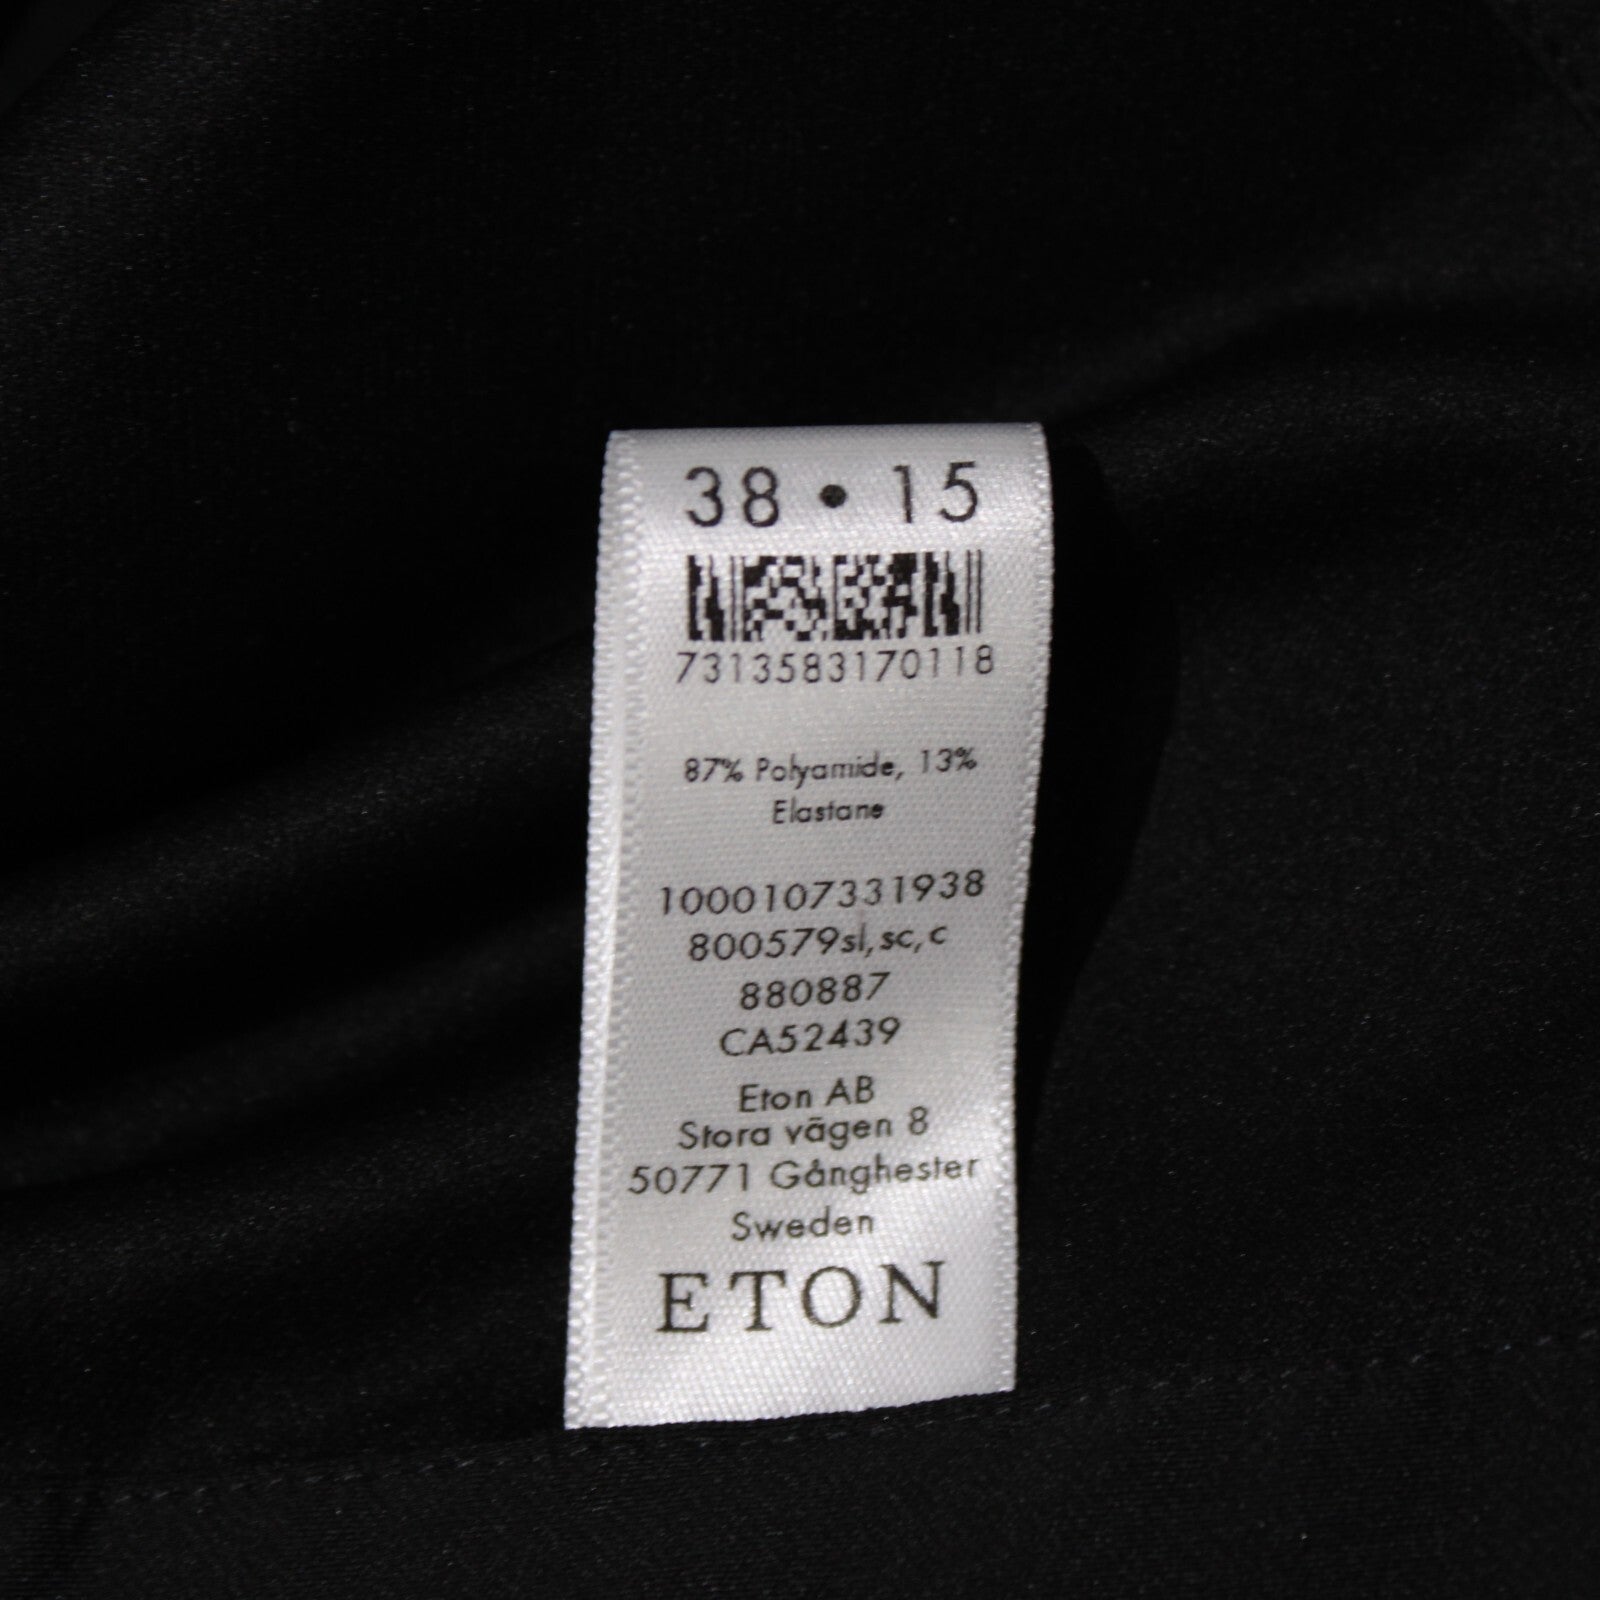 38 • 15
7313583170118
87% Polyamide, 13%
Elastane
1000107331938
800579sl,sc,c
880887
CA52439
Eton AB
Stora vägen 8
50771 Gånghester
Sweden
ETON